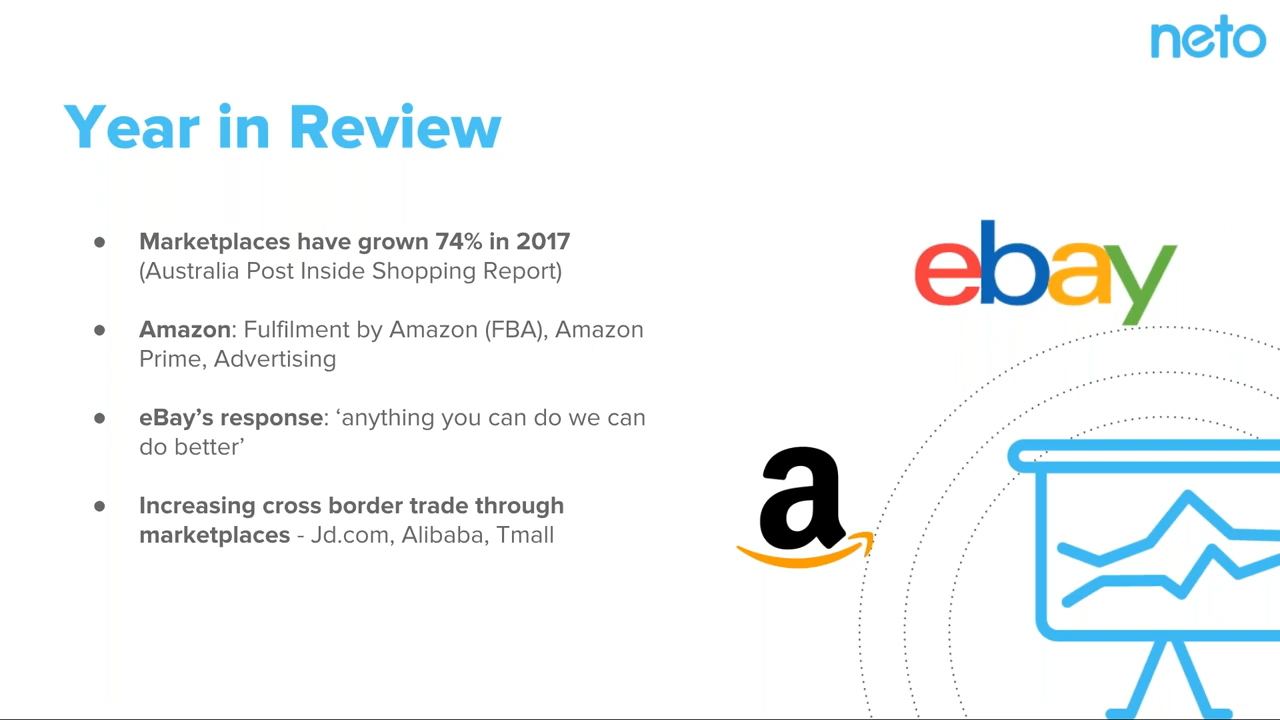 neto
Year in Review
● Marketplaces have grown 74% in 2017
(Australia Post Inside Shopping Report)
● Amazon: Fulfilment by Amazon (FBA), Amazon
Prime, Advertising
● eBay’s response: ‘anything you can do we can
do better’
● Increasing cross border trade through
marketplaces - Jd.com, Alibaba, Tmall
ebay
a